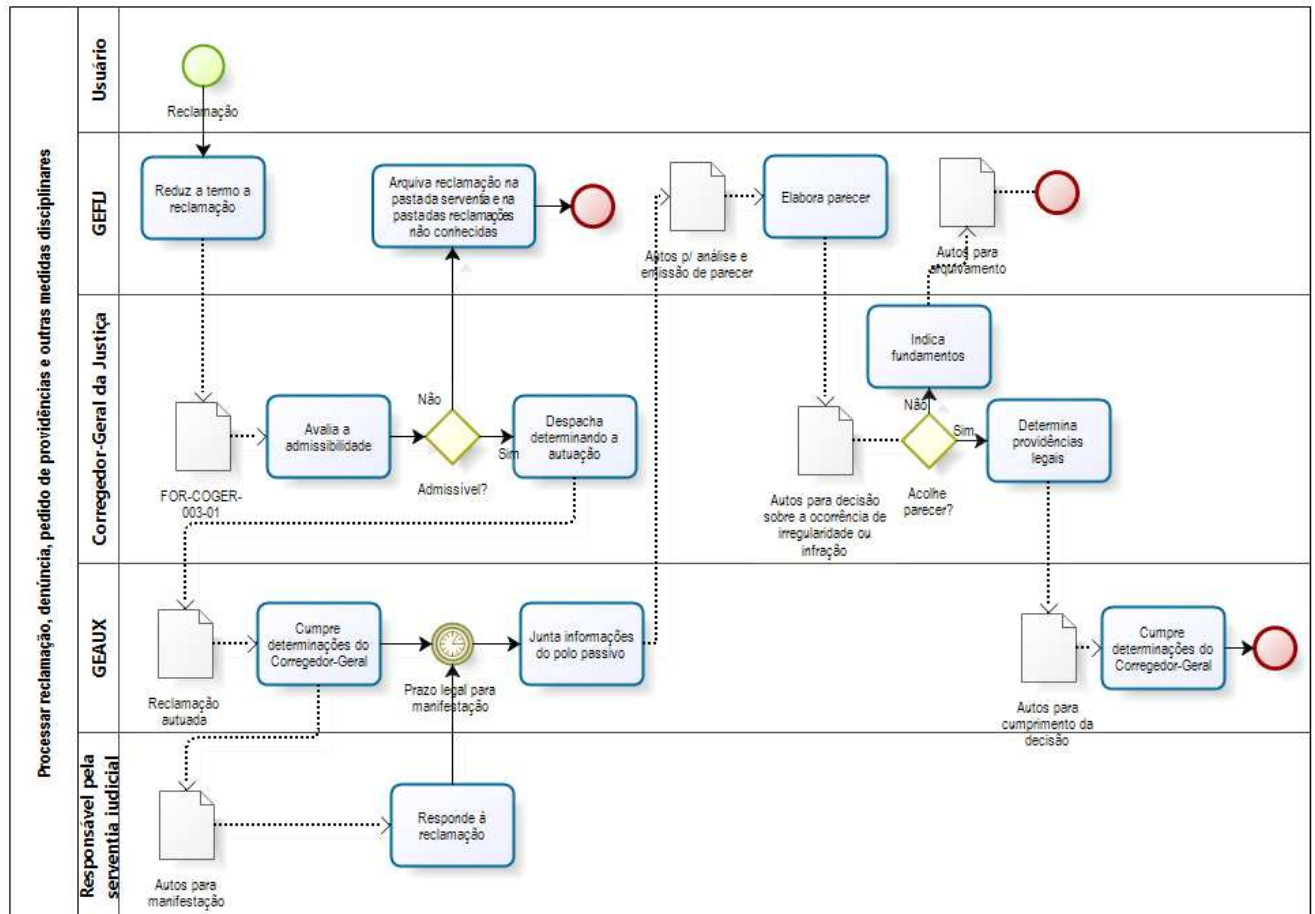 Processar reclamação, denúncia, pedido de providências e outras medidas disciplinares
Usuário
Reclamação
GEFIJ
Reduz a termo a
reclamação
Arquiva reclamação na
pasta da serventia e na
pasta das reclamações
não conhecidas
Autos p/ análise e
emissão de parecer
Elabora parecer
Autos para
arquivamento
Corregedor-Geral da Justiça
FOR-COGER-
003-01
Avalia a
admissibilidade
Não
Sim
Admissível?
Despacha
determinando a
autuação
Autos para decisão
sobre a ocorrência de
irregularidade ou
infração
Indica
fundamentos
Não
Sim
Acolhe
parecer?
Determina
providências
legais
GEAUX
Reclamação
autuada
Cumpre
determinações do
Corregedor-Geral
Prazo legal para
manifestação
Junta informações
do polo passivo
Autos para
cumprimento da
decisão
Cumpre
determinações do
Corregedor-Geral
Responsável pela
serventia judicial
Autos para
manifestação
Responde à
reclamação